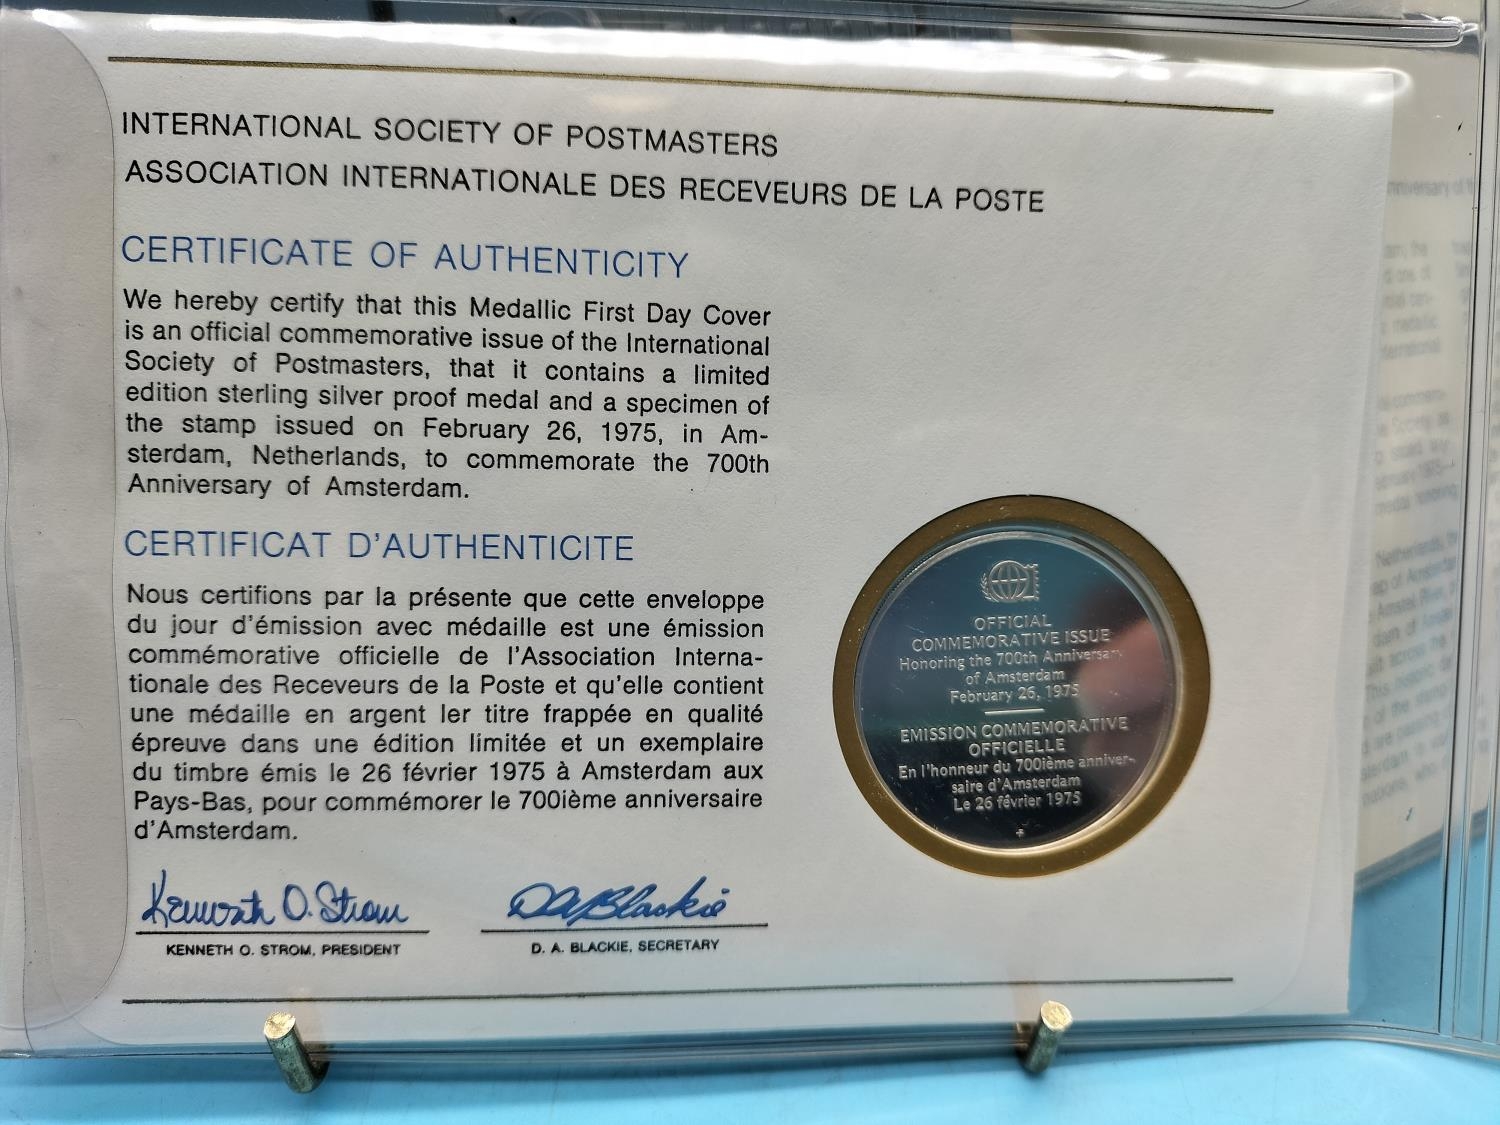 INTERNATIONAL SOCIETY OF POSTMASTERS
ASSOCIATION INTERNATIONALE DES RECEVEURS DE LA POSTE
CERTIFICATE OF AUTHENTICITY
We hereby certify that this Medallic First Day Cover
is an official commemorative issue of the International
Society of Postmasters, that it contains a limited
edition sterling silver proof medal and a specimen of
the stamp issued on February 26, 1975, in Am-
sterdam, Netherlands, to commemorate the 700th
Anniversary of Amsterdam.
CERTIFICAT D'AUTHENTICITE
Nous certifions par la présente que cette enveloppe
du jour d'émission avec médaille est une émission
commémorative officielle de l'Association Interna-
tionale des Receveurs de la Poste et qu'elle contient
une médaille en argent ler titre frappée en qualité
épreuve dans une édition limitée et un exemplaire
du timbre émis le 26 février 1975 à Amsterdam aux
Pays-Bas, pour commémorer le 700ième anniversaire
d'Amsterdam.
Kenneth O. Strom
KENNETH O. STROM, PRESIDENT
D A Blackie
D. A. BLACKIE, SECRETARY
OFFICIAL
COMMEMORATIVE ISSUE
Honoring the 700th Anniversary
of Amsterdam
February 26, 1975
EMISSION COMMEMORATIVE
OFFICIELLE
En l'honneur du 700ième anniver-
saire d'Amsterdam
Le 26 février 1975